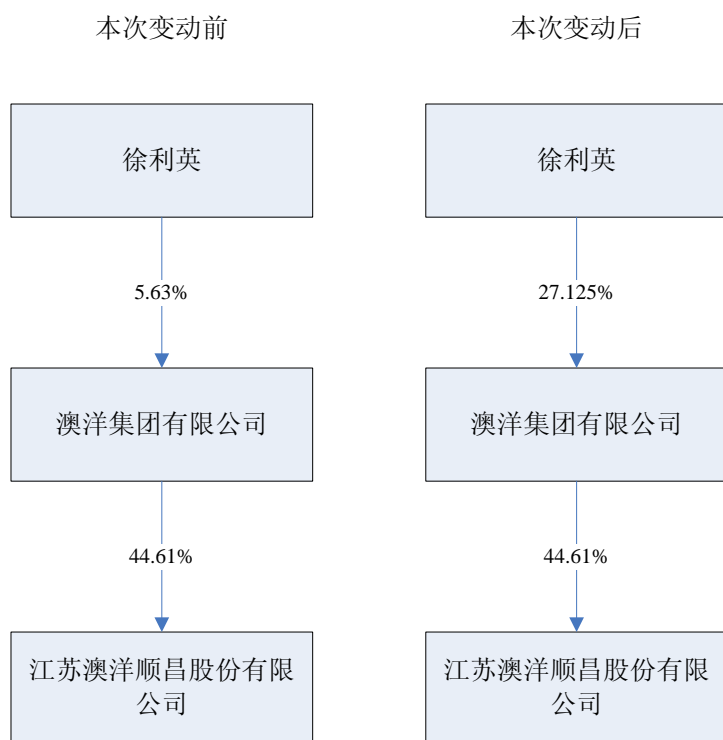 本次变动前
本次变动后
徐利英
徐利英
5.63%
27.125%
澳洋集团有限公司
澳洋集团有限公司
44.61%
44.61%
江苏澳洋顺昌股份有限
公司
江苏澳洋顺昌股份有限
公司